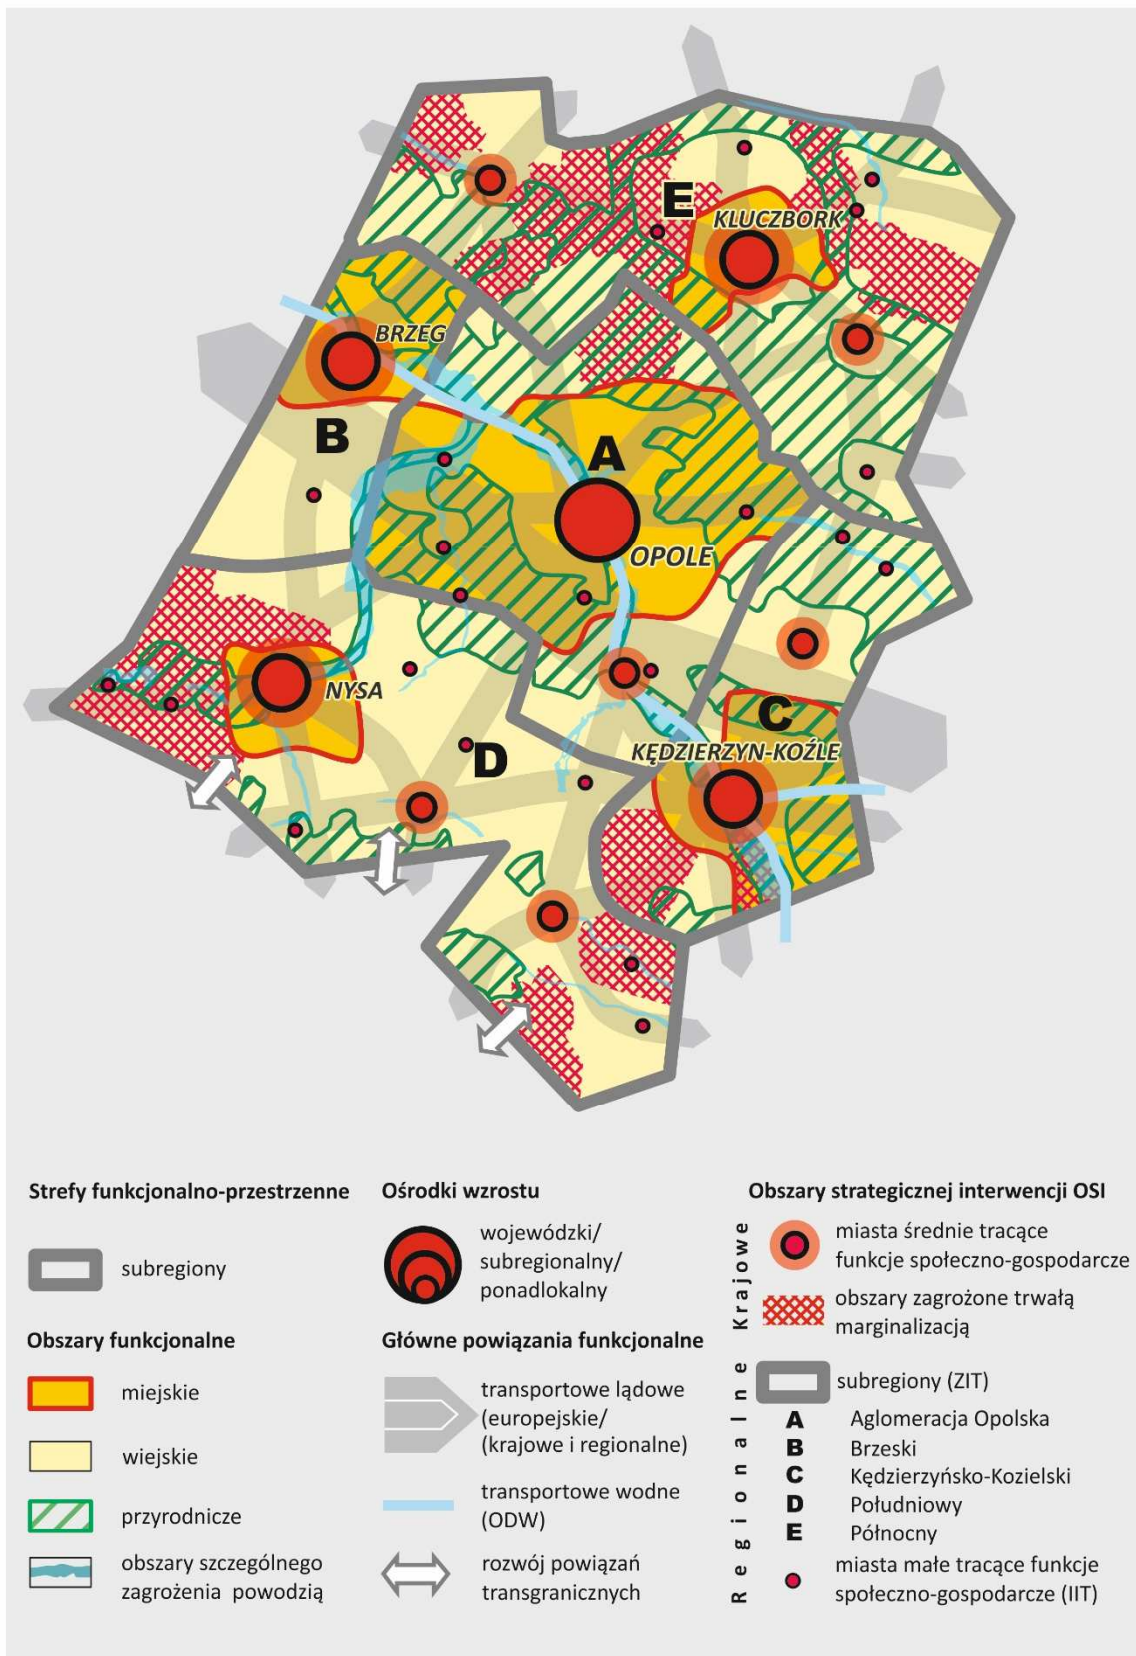 E
KLUCZBORK
BRZEG
B
A
OPOLE
NYSA
C
D
KĘDZIERZYN-KOŹLE
Strefy funkcjonalno-przestrzenne
subregiony
Obszary funkcjonalne
miejskie
wiejskie
przyrodnicze
obszary szczególnego
zagrożenia powodzią
Ośrodki wzrostu
wojewódzki/
subregionalny/
ponadlokalny
Główne powiązania funkcjonalne
transportowe lądowe
(europejskie/
(krajowe i regionalne)
transportowe wodne
(ODW)
rozwój powiązań
transgranicznych
Obszary strategicznej interwencji OSI
Krajowe
miasta średnie tracące
funkcje społeczno-gospodarcze
obszary zagrożone trwałą
marginalizacją
Regionalne
subregiony (ZIT)
A Aglomeracja Opolska
B Brzeski
C Kędzierzyńsko-Kozielski
D Południowy
E Północny
miasta małe tracące funkcje
społeczno-gospodarcze (IIT)